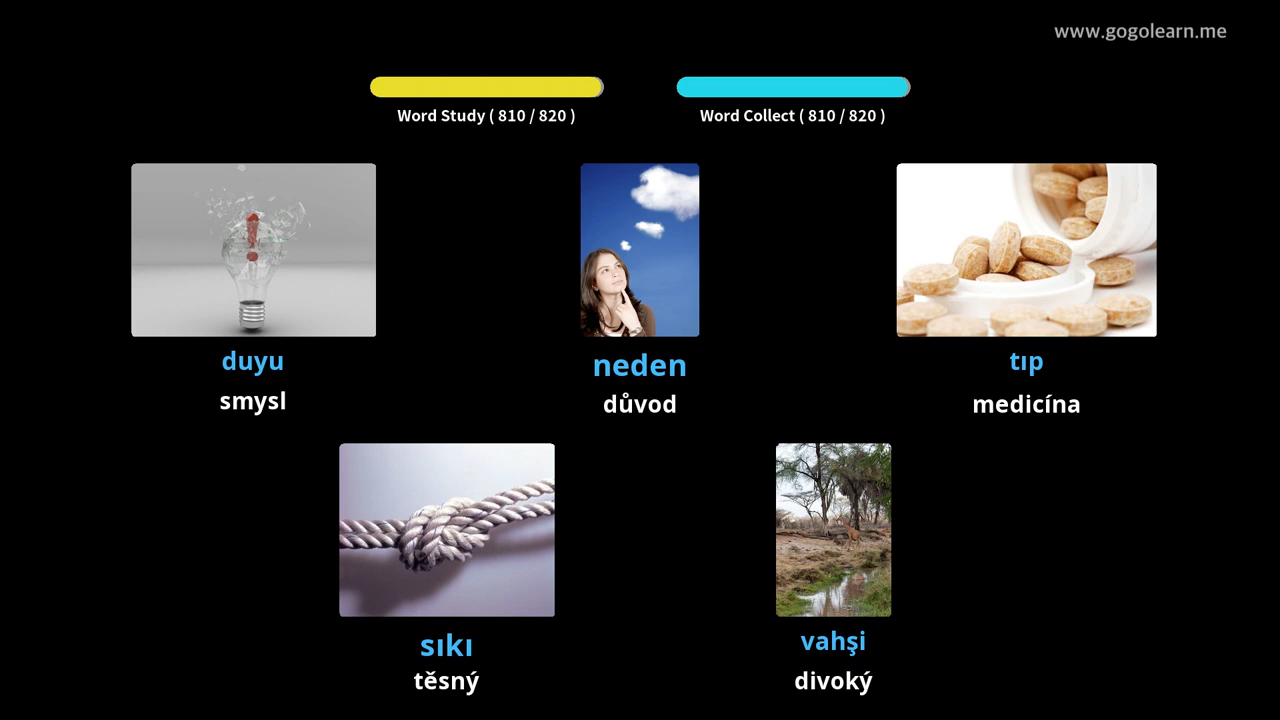 www.gogolearn.me
Word Study ( 810 / 820 )
Word Collect ( 810 / 820 )
duyu
smysl
neden
důvod
tıp
medicína
sıkı
těsný
vahşi
divoký